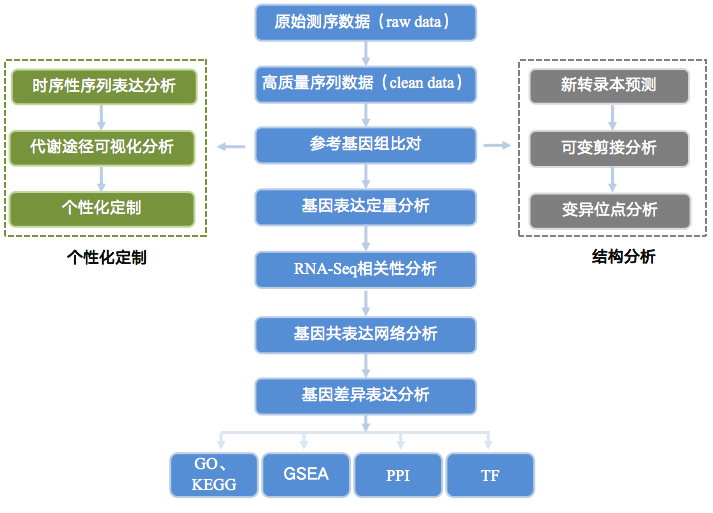 原始测序数据（raw data）
高质量序列数据（clean data）
参考基因组比对
基因表达定量分析
RNA-Seq相关性分析
基因共表达网络分析
基因差异表达分析
GO、
KEGG
GSEA
PPI
TF
时序性序列表达分析
代谢途径可视化分析
个性化定制
个性化定制
新转录本预测
可变剪接分析
变异位点分析
结构分析